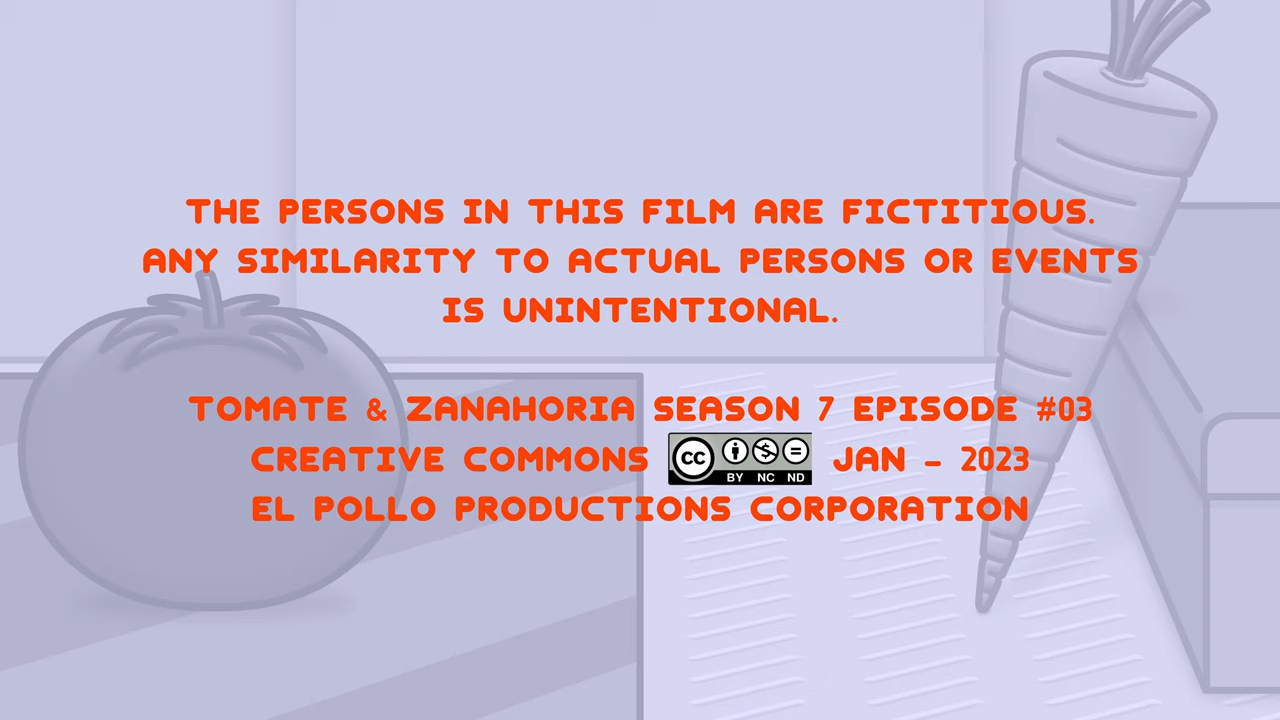 THE PERSONS IN THIS FILM ARE FICTITIOUS.
ANY SIMILARITY TO ACTUAL PERSONS OR EVENTS
IS UNINTENTIONAL.
TOMATE & ZANAHORIA SEASON 7 EPISODE #03
CREATIVE COMMONS CC BY NC ND JAN - 2023
EL POLLO PRODUCTIONS CORPORATION